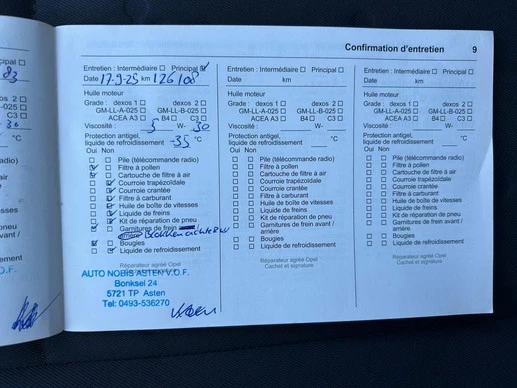 Confirmation d'entretien 9
Entretien : Intermédiaire Principal
Date 17-9-25 km 126108
Huile moteur
Grade : dexos 1 dexos 2
GM-LL-A-025 GM-LL-B-025
ACEA A3 B4 C3
Viscosité : 5 W- 30
Protection antigel,
liquide de refroidissement -35 °C
Oui Non
Pile (télécommande radio)
Filtre à pollen
Cartouche de filtre à air
Courroie trapézoïdale
Courroie crantée
Filtre à carburant
Huile de boîte de vitesses
Liquide de freins
Kit de réparation de pneu
Garnitures de frein
Blokken achter
Bougies
Liquide de refroidissement
Réparateur agréé Opel
Cachet et signature
AUTO NOBIS ASTEN V.O.F.
Bonksel 24
5721 TP Asten
Tel: 0493-536270
Entretien : Intermédiaire Principal
Date km
Huile moteur
Grade : dexos 1 dexos 2
GM-LL-A-025 GM-LL-B-025
ACEA A3 B4 C3
Viscosité : W-
Protection antigel,
liquide de refroidissement : °C
Oui Non
Pile (télécommande radio)
Filtre à pollen
Cartouche de filtre à air
Courroie trapézoïdale
Courroie crantée
Filtre à carburant
Huile de boîte de vitesses
Liquide de freins
Kit de réparation de pneu
Garnitures de frein avant /
arrière
Bougies
Liquide de refroidissement
Réparateur agréé Opel
Cachet et signature
Entretien : Intermédiaire Principal
Date km
Huile moteur
Grade : dexos 1 dexos 2
GM-LL-A-025 GM-LL-B-025
ACEA A3 B4 C3
Viscosité : W-
Protection antigel,
liquide de refroidissement : °C
Oui Non
Pile (télécommande radio)
Filtre à pollen
Cartouche de filtre à air
Courroie trapézoïdale
Courroie crantée
Filtre à carburant
Huile de boîte de vitesses
Liquide de freins
Kit de réparation de pneu
Garnitures de frein avant /
arrière
Bougies
Liquide de refroidissement
Réparateur agréé Opel
Cachet et signature